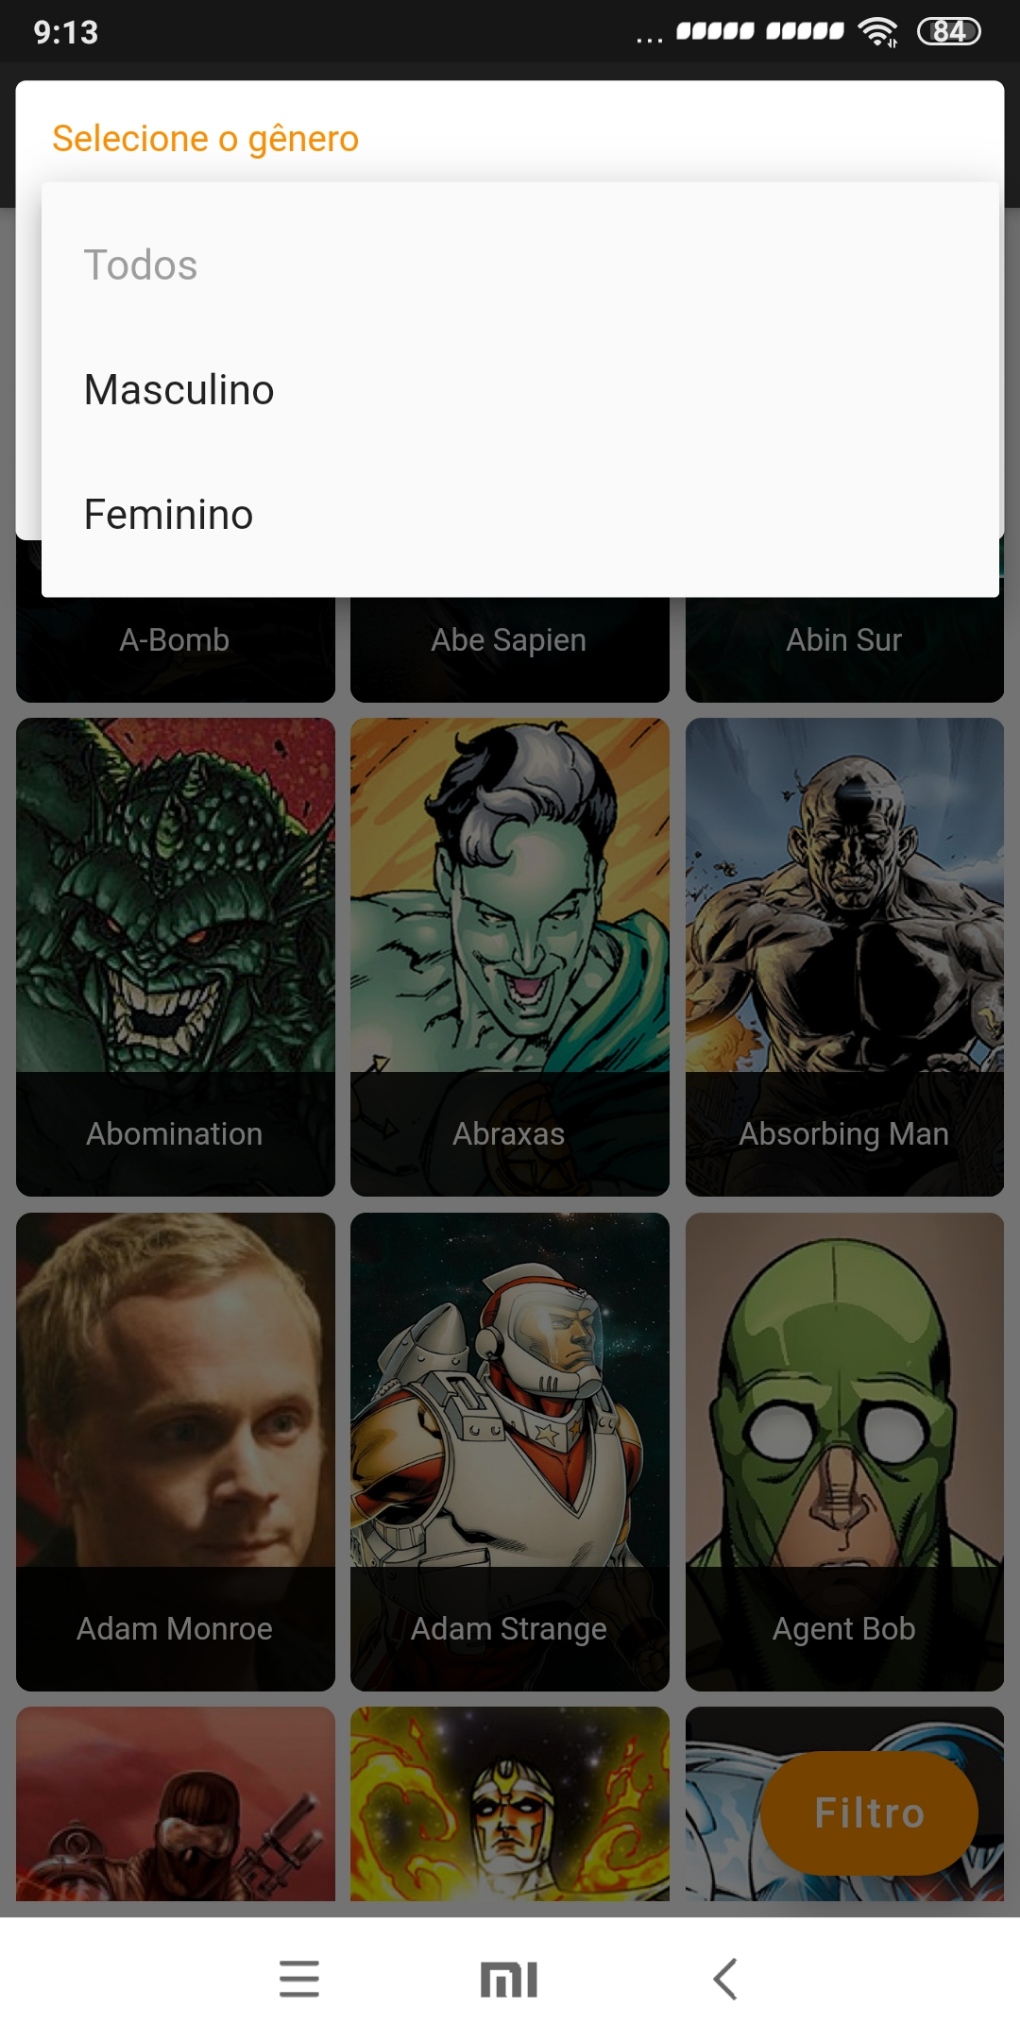 9:13
... 84
Selecione o gênero
Todos
Masculino
Feminino
A-Bomb
Abe Sapien
Abin Sur
Abomination
Abraxas
Absorbing Man
Adam Monroe
Adam Strange
Agent Bob
Filtro
MI